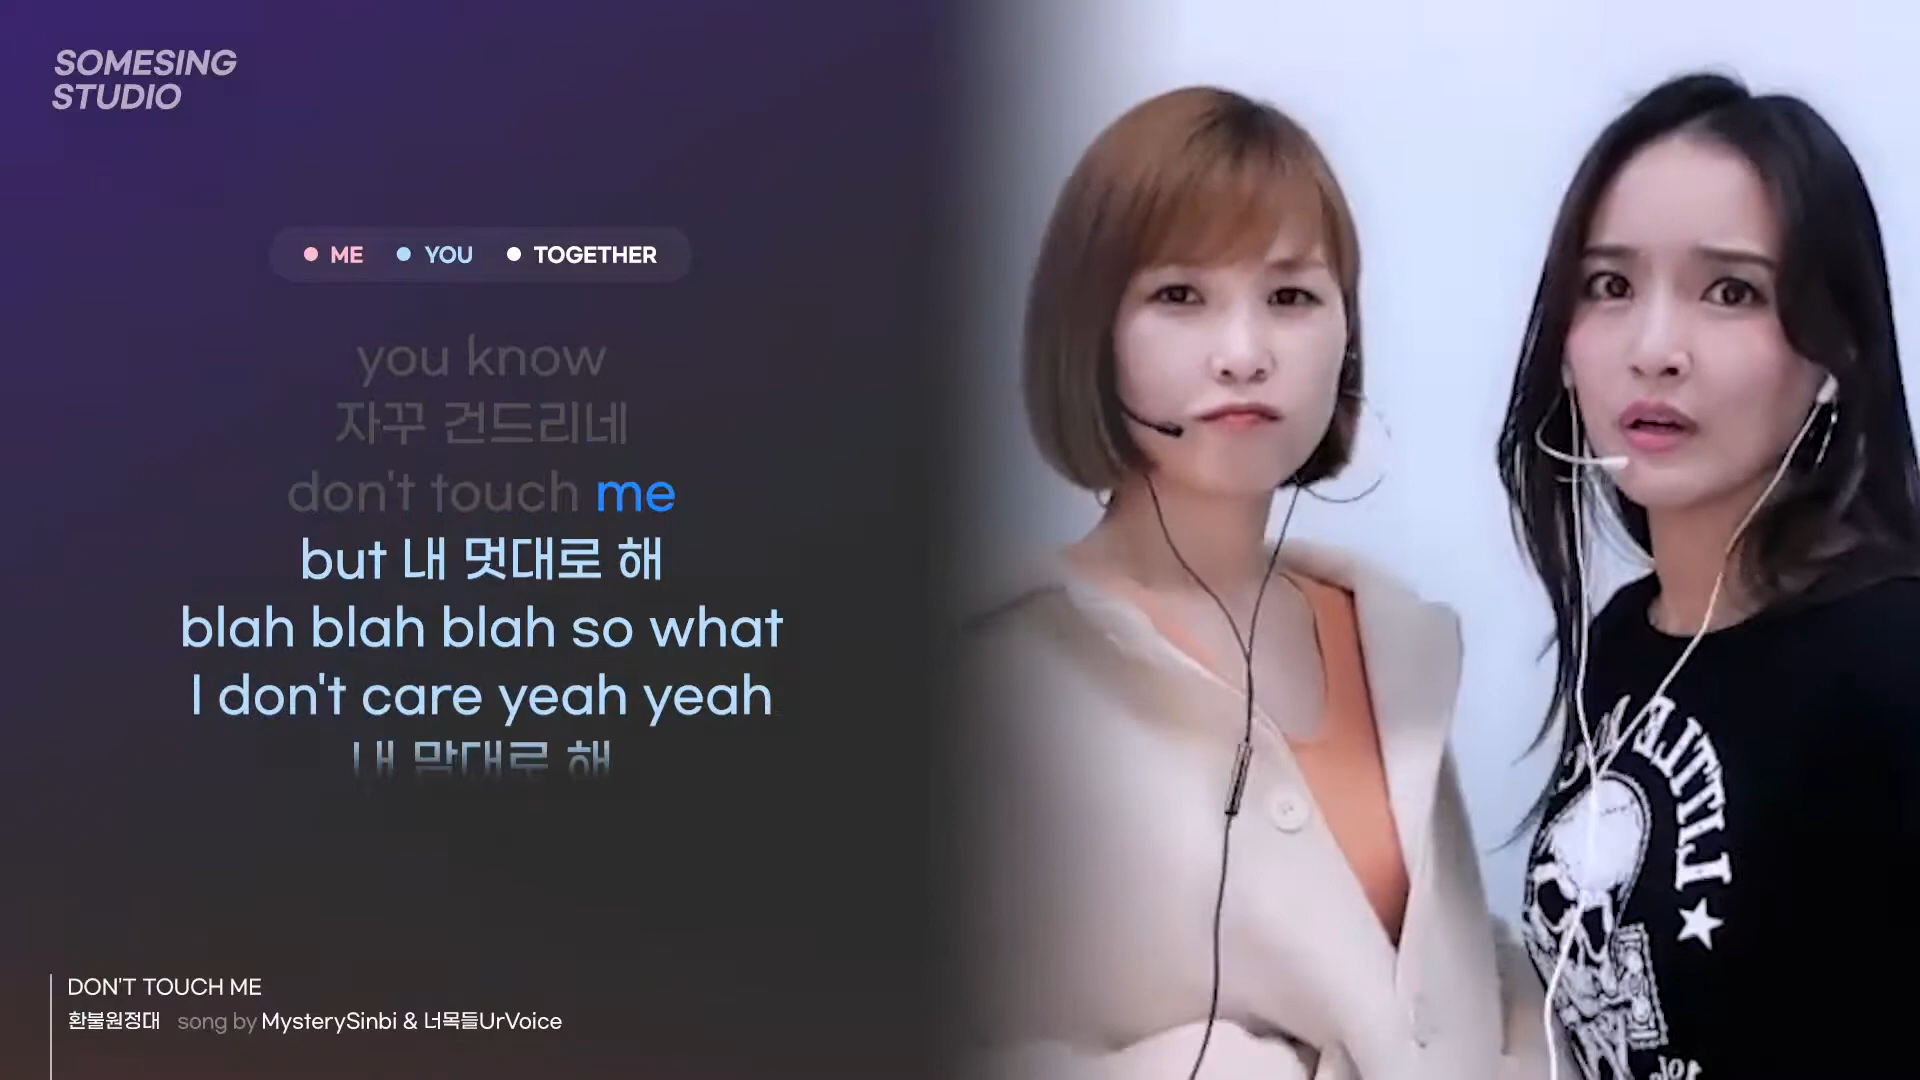 SOMESING
STUDIO
ME YOU TOGETHER
you know
자꾸 건드리네
don't touch me
but 내 멋대로 해
blah blah blah so what
I don't care yeah yeah
내 맘대로 해
DON'T TOUCH ME
환불원정대 song by MysterySinbi & 너목들UrVoice
LITTLE